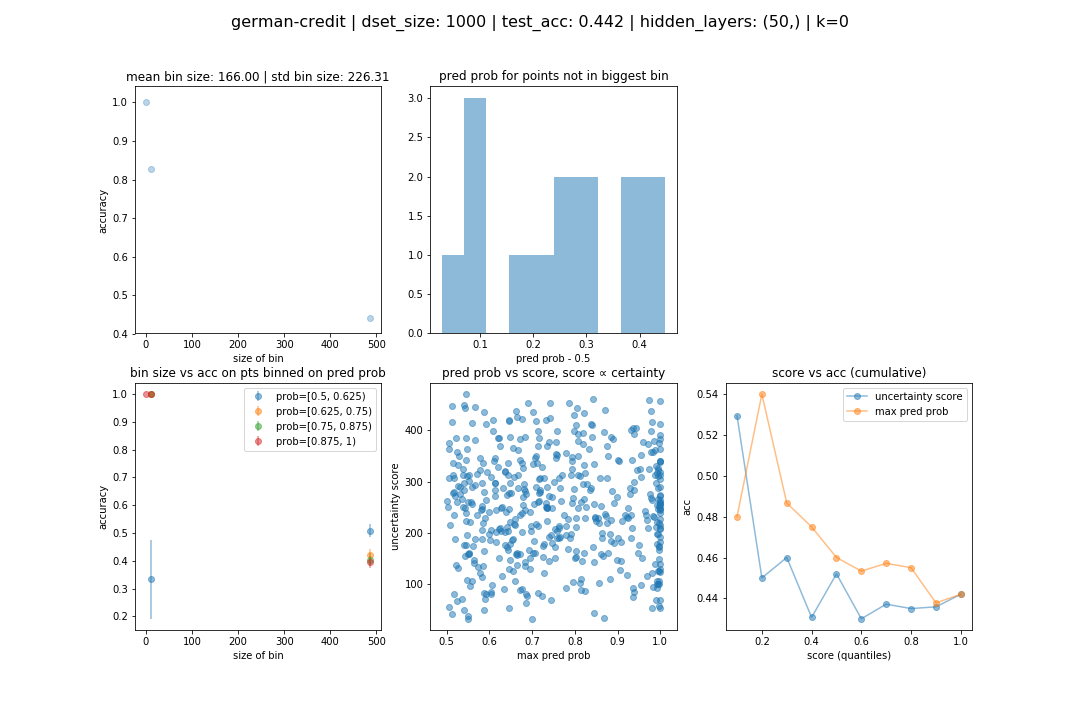 german-credit | dset_size: 1000 | test_acc: 0.442 | hidden_layers: (50,) | k=0
mean bin size: 166.00 | std bin size: 226.31
1.0
0.9
0.8
0.7
0.6
0.5
0.4
accuracy
0 100 200 300 400 500
size of bin
pred prob for points not in biggest bin
3.0
2.5
2.0
1.5
1.0
0.5
0.0
0.1 0.2 0.3 0.4
pred prob - 0.5
bin size vs acc on pts binned on pred prob
prob=[0.5, 0.625)
prob=[0.625, 0.75)
prob=[0.75, 0.875)
prob=[0.875, 1)
1.0
0.9
0.8
0.7
0.6
0.5
0.4
0.3
0.2
accuracy
0 100 200 300 400 500
size of bin
pred prob vs score, score ∝ certainty
400
300
200
100
uncertainty score
0.5 0.6 0.7 0.8 0.9 1.0
max pred prob
score vs acc (cumulative)
uncertainty score
max pred prob
0.54
0.52
0.50
0.48
0.46
0.44
acc
0.2 0.4 0.6 0.8 1.0
score (quantiles)